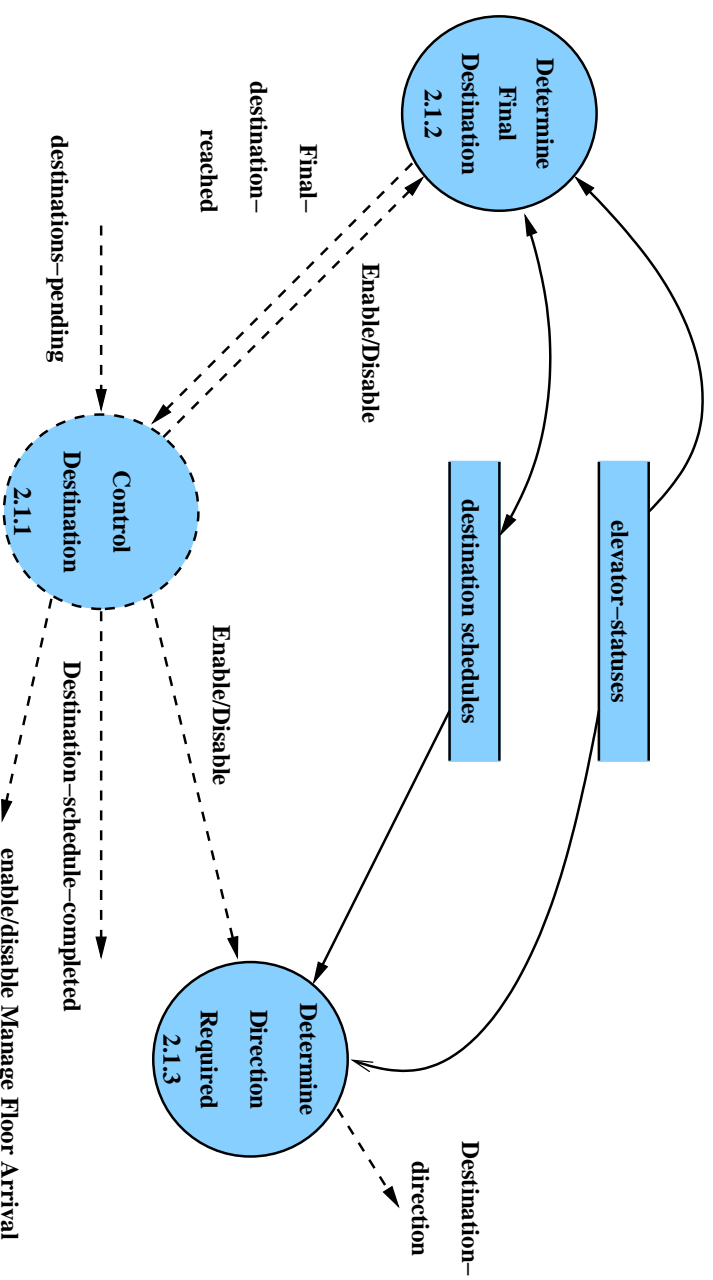 elevator–statuses
Determine
Final
Destination
2.1.2
destination schedules
Destination–
direction
Enable/Disable
Final–
destination–
reached
Determine
Direction
Required
2.1.3
Enable/Disable
destinations–pending
Control
Destination
2.1.1
Destination–schedule–completed
enable/disable Manage Floor Arrival